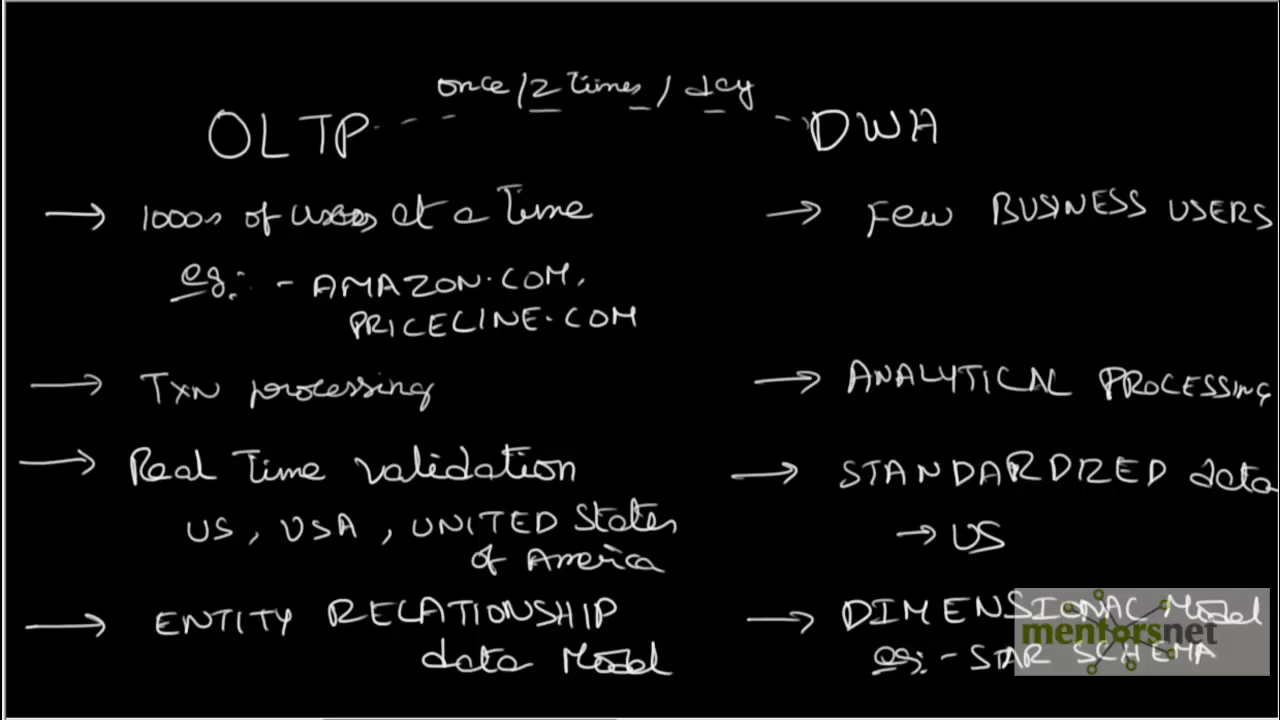 once/2 Times/day
OLTP DWH
→ 1000s of users at a Time → FEW BUSINESS USERS
eg:- AMAZON.COM,
PRICELINE.COM
→ TXN processing → ANALYTICAL PROCESSING
→ Real Time validation → STANDARDIZED data
US, USA, UNITED States → US
of America
→ ENTITY RELATIONSHIP → DIMENSIONAL Model
data Model eg:- STAR SCHEMA
mentorsnet